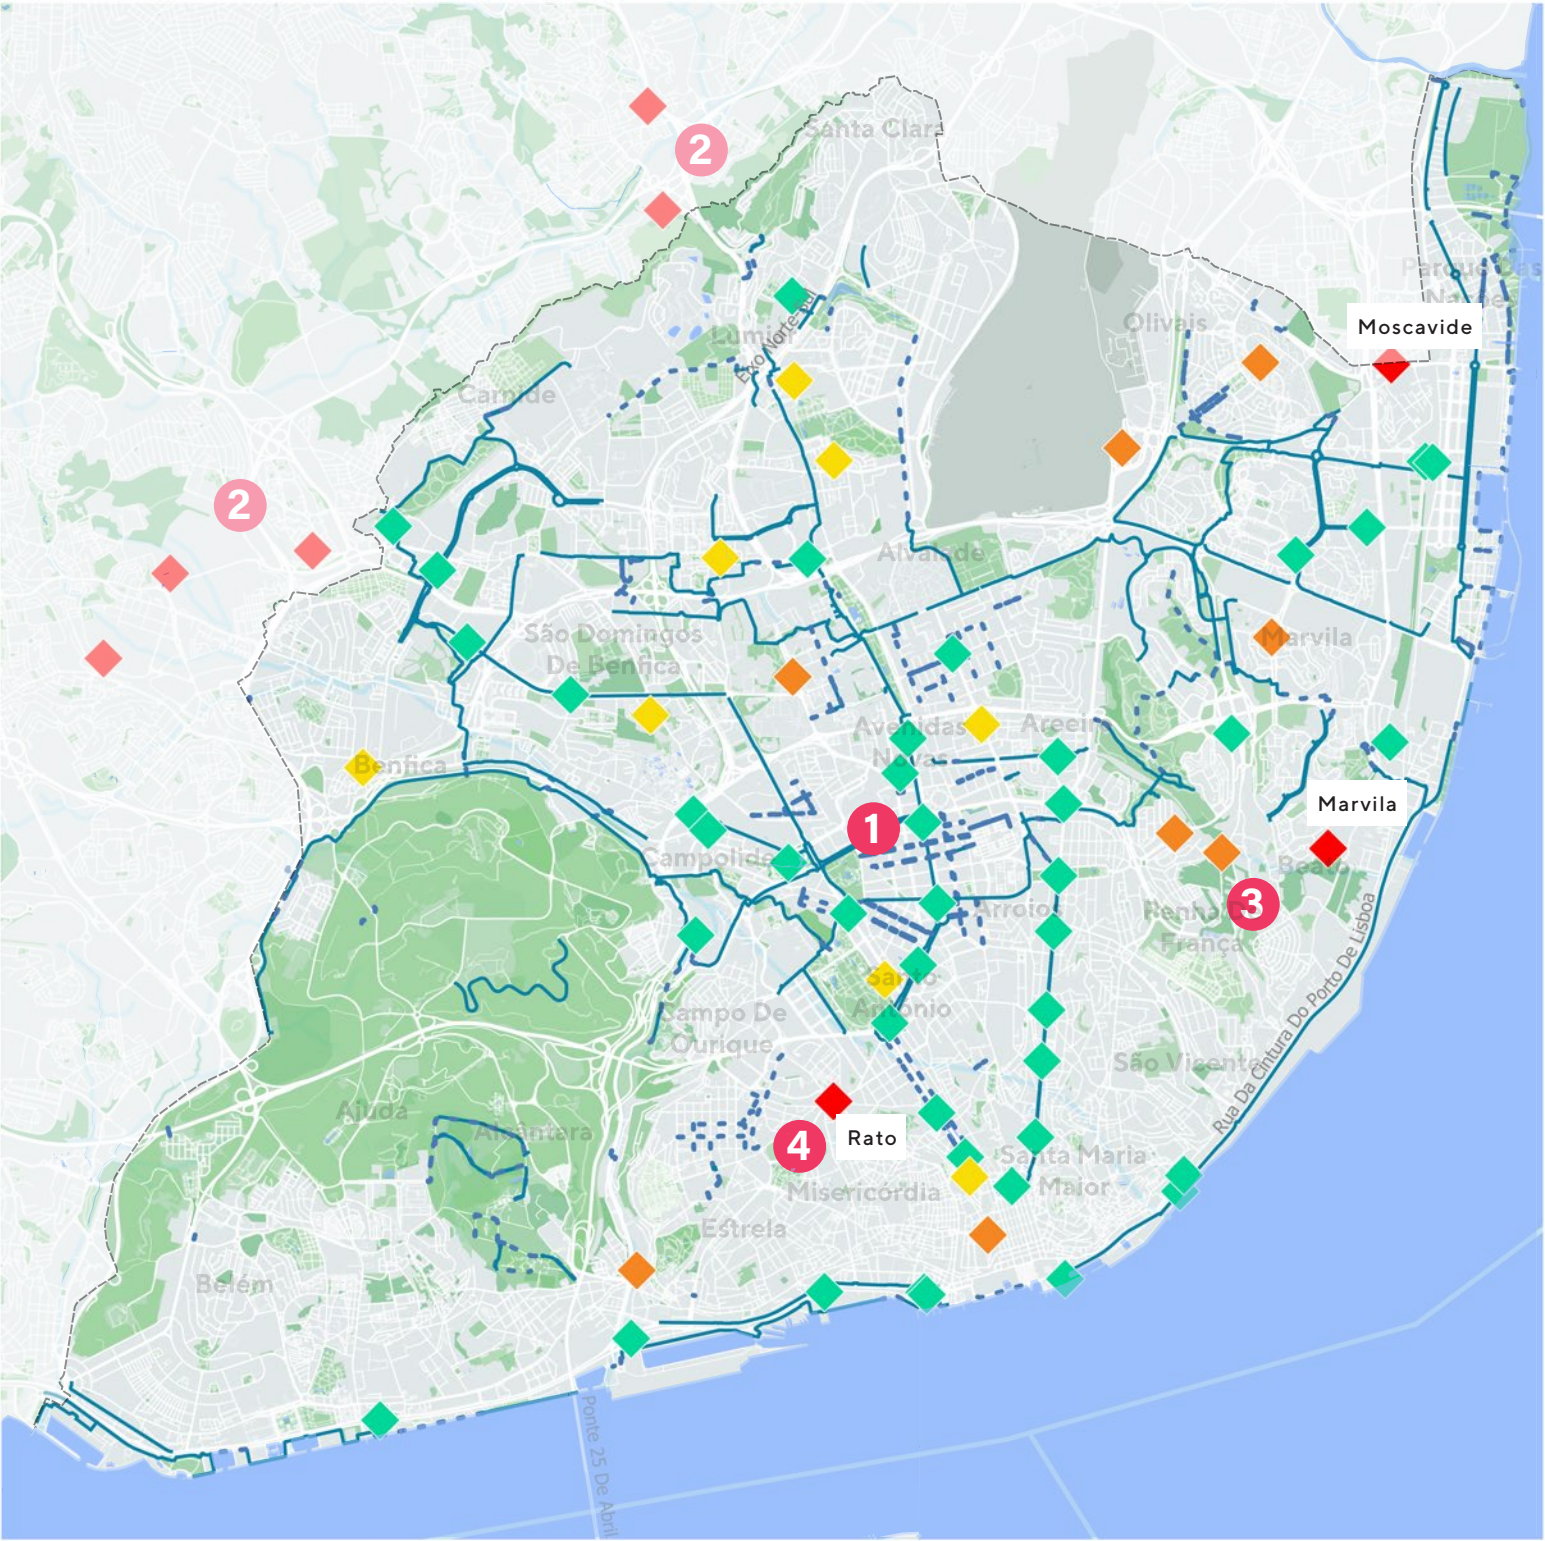 Santa Clara
2
Parque Das
Nações
Olivais
Moscavide
Lumiar
Eixo Norte-Sul
Carnide
2
Alvalade
São Domingos
De Benfica
Marvila
Avenidas
Novas
Areeiro
Benfica
Marvila
1
Campolide
Beato
Arroios
Penha De
França
3
Santo
António
Campo De
Ourique
São Vicente
Rua Da Cintura Do Porto De Lisboa
Ajuda
Alcântara
4
Rato
Santa Maria
Maior
Misericórdia
Estrela
Belém
Ponte 25 De Abril